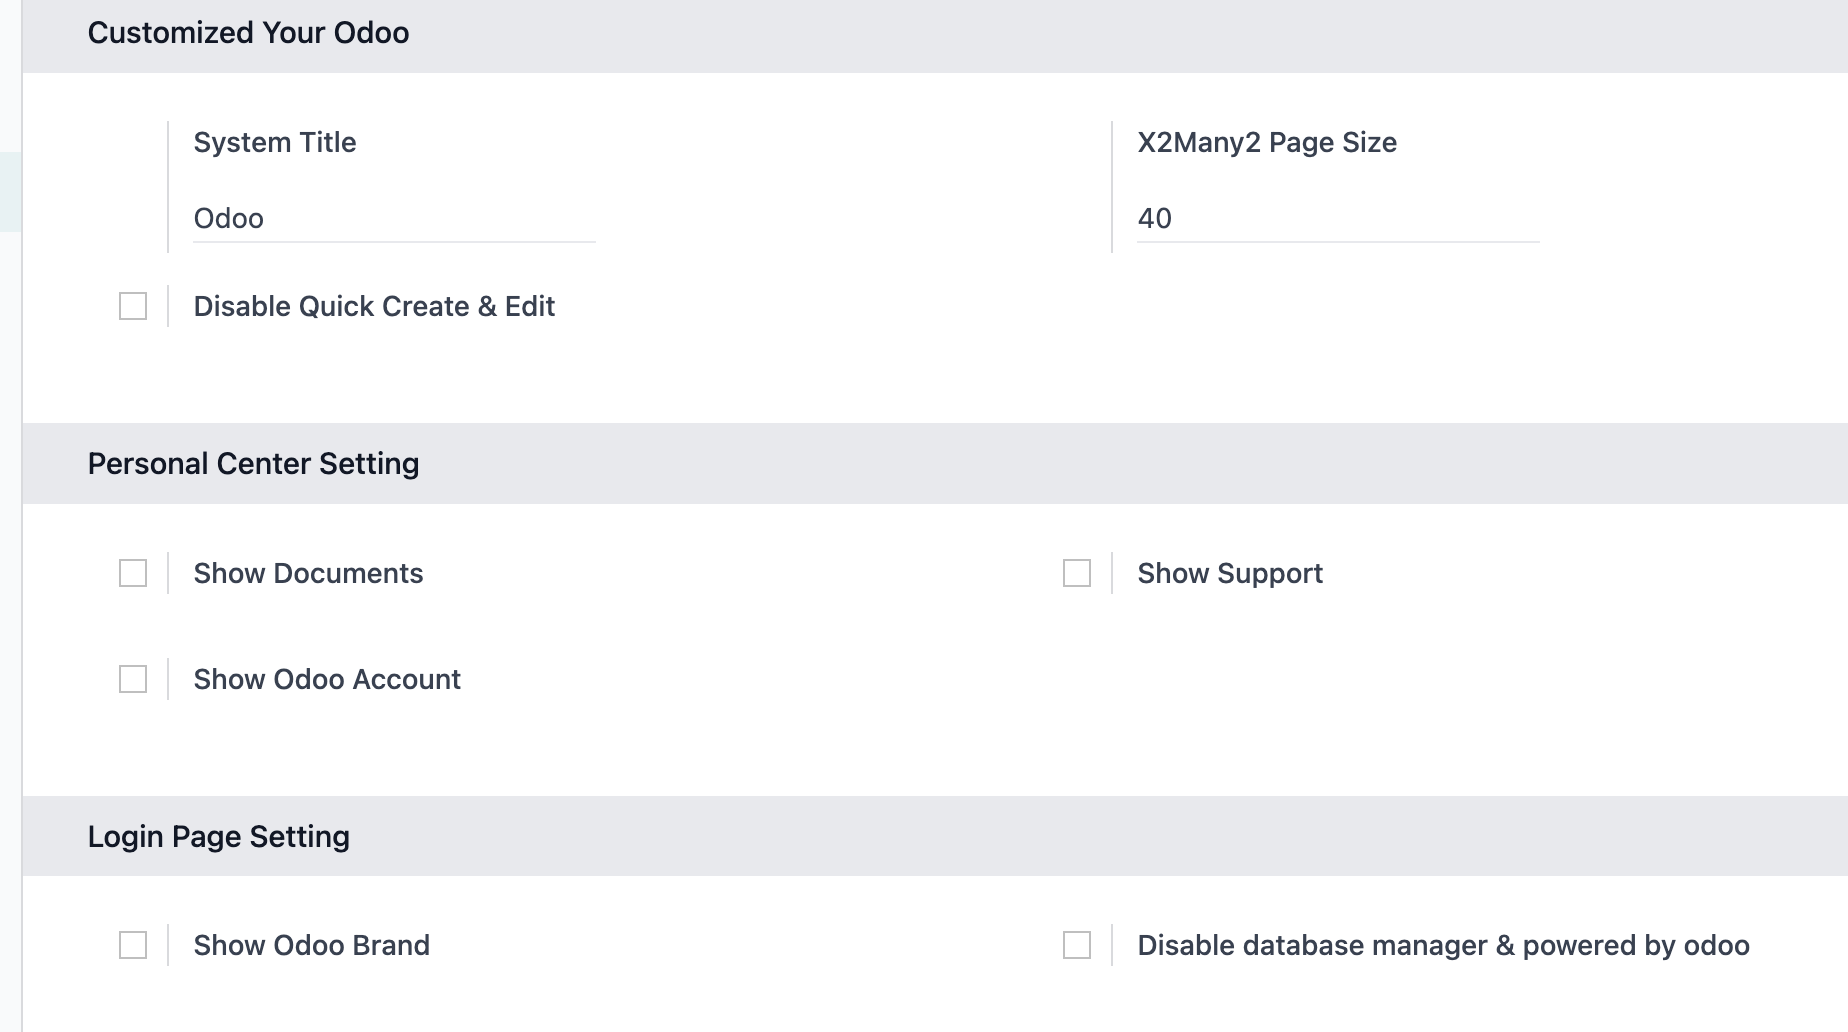 Customized Your Odoo
System Title
X2Many2 Page Size
Odoo
40
Disable Quick Create & Edit
Personal Center Setting
Show Documents
Show Support
Show Odoo Account
Login Page Setting
Show Odoo Brand
Disable database manager & powered by odoo